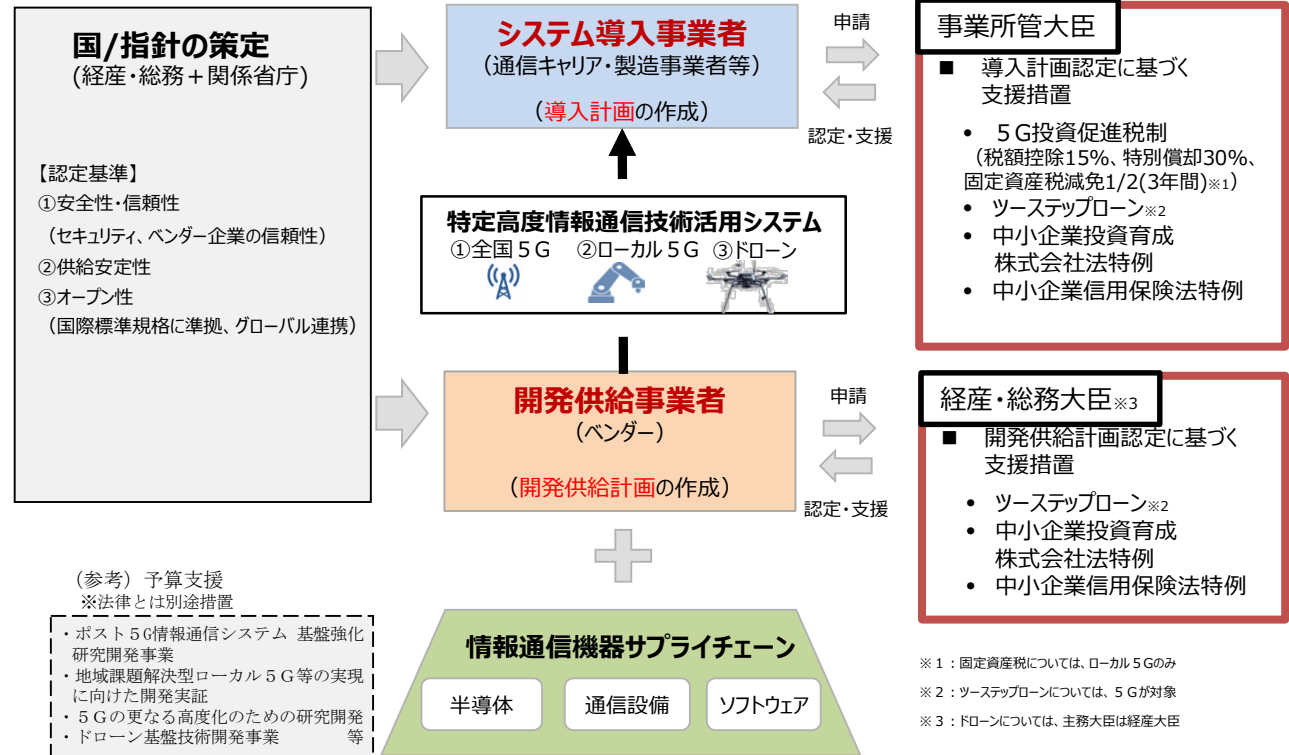 国/指針の策定
(経産・総務＋関係省庁)
【認定基準】
①安全性・信頼性
（セキュリティ、ベンダー企業の信頼性）
②供給安定性
③オープン性
（国際標準規格に準拠、グローバル連携）
システム導入事業者
（通信キャリア・製造事業者等）
（導入計画の作成）
申請
認定・支援
事業所管大臣
■ 導入計画認定に基づく
支援措置
• ５G投資促進税制
（税額控除15%、特別償却30%、
固定資産税減免1/2(3年間)※1）
• ツーステップローン※2
• 中小企業投資育成
株式会社法特例
• 中小企業信用保険法特例
特定高度情報通信技術活用システム
①全国５G ②ローカル５G ③ドローン
開発供給事業者
（ベンダー）
（開発供給計画の作成）
申請
認定・支援
経産・総務大臣※3
■ 開発供給計画認定に基づく
支援措置
• ツーステップローン※2
• 中小企業投資育成
株式会社法特例
• 中小企業信用保険法特例
（参考）予算支援
※法律とは別途措置
・ポスト５G情報通信システム 基盤強化
研究開発事業
・地域課題解決型ローカル５G等の実現
に向けた開発実証
・５Gの更なる高度化のための研究開発
・ドローン基盤技術開発事業 等
情報通信機器サプライチェーン
半導体 通信設備 ソフトウェア
※１：固定資産税については、ローカル５Gのみ
※２：ツーステップローンについては、５Gが対象
※３：ドローンについては、主務大臣は経産大臣